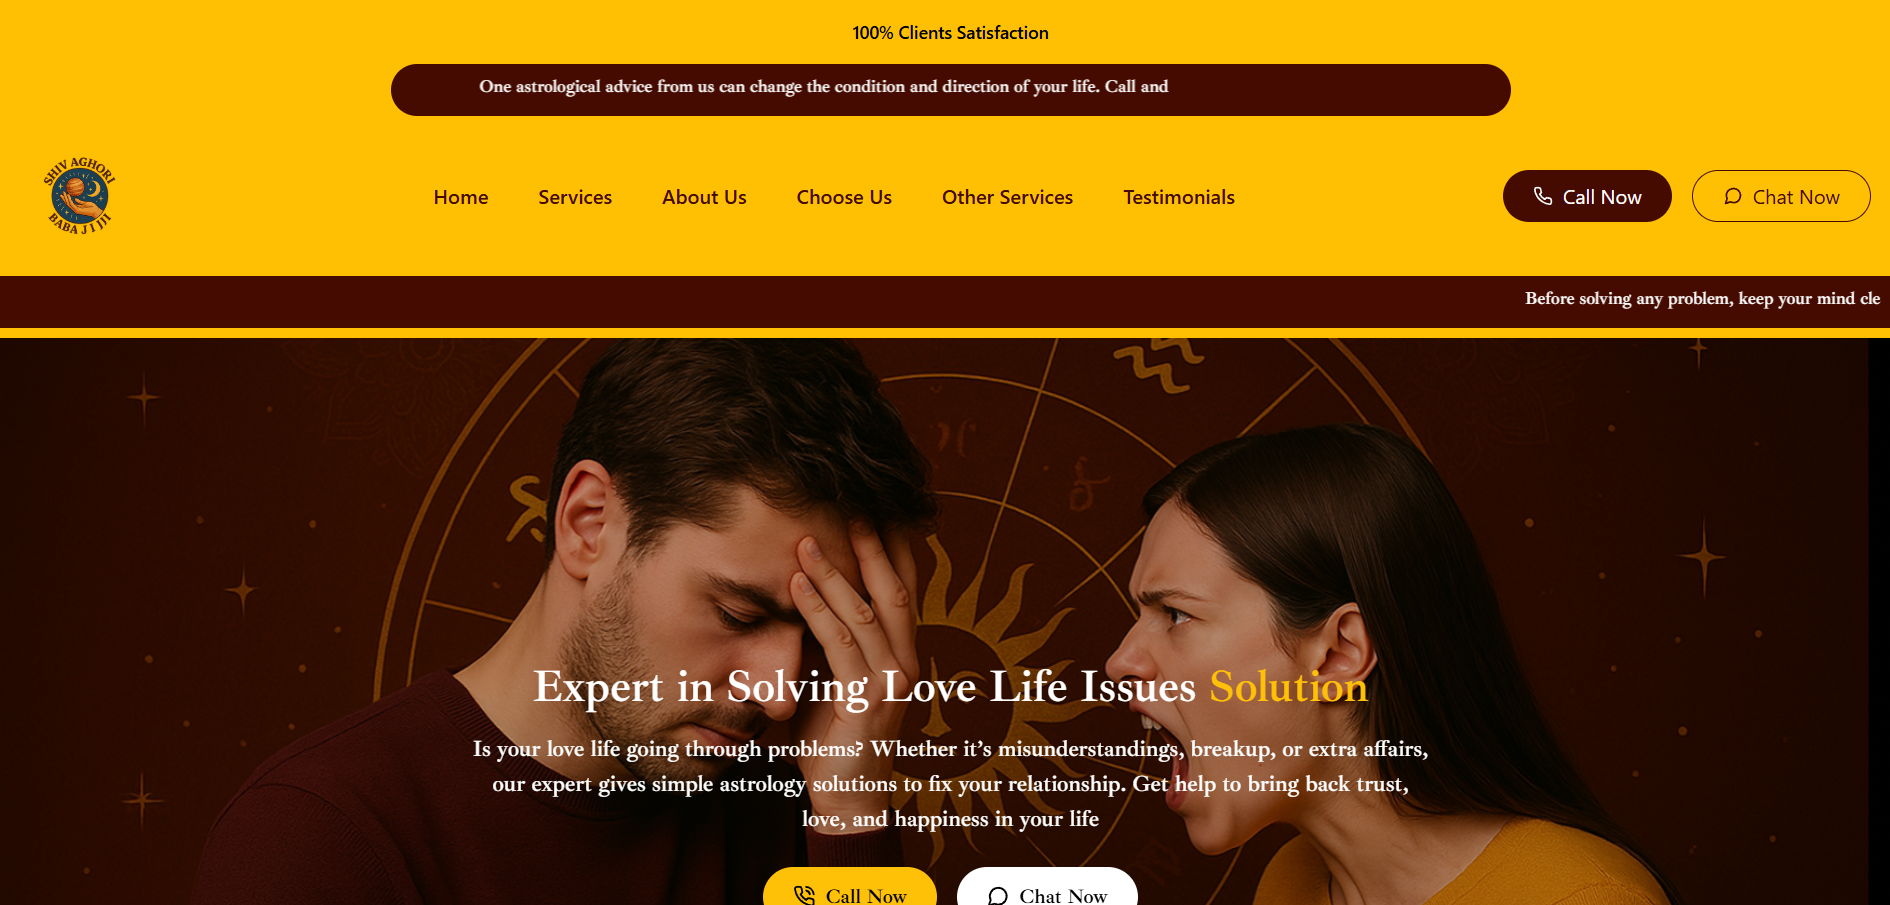 100% Clients Satisfaction
One astrological advice from us can change the condition and direction of your life. Call and
SHIV AGHORI
BABA JI JI
Home
Services
About Us
Choose Us
Other Services
Testimonials
Call Now
Chat Now
Before solving any problem, keep your mind cle
Expert in Solving Love Life Issues Solution
Is your love life going through problems? Whether it’s misunderstandings, breakup, or extra affairs,
our expert gives simple astrology solutions to fix your relationship. Get help to bring back trust,
love, and happiness in your life
Call Now
Chat Now